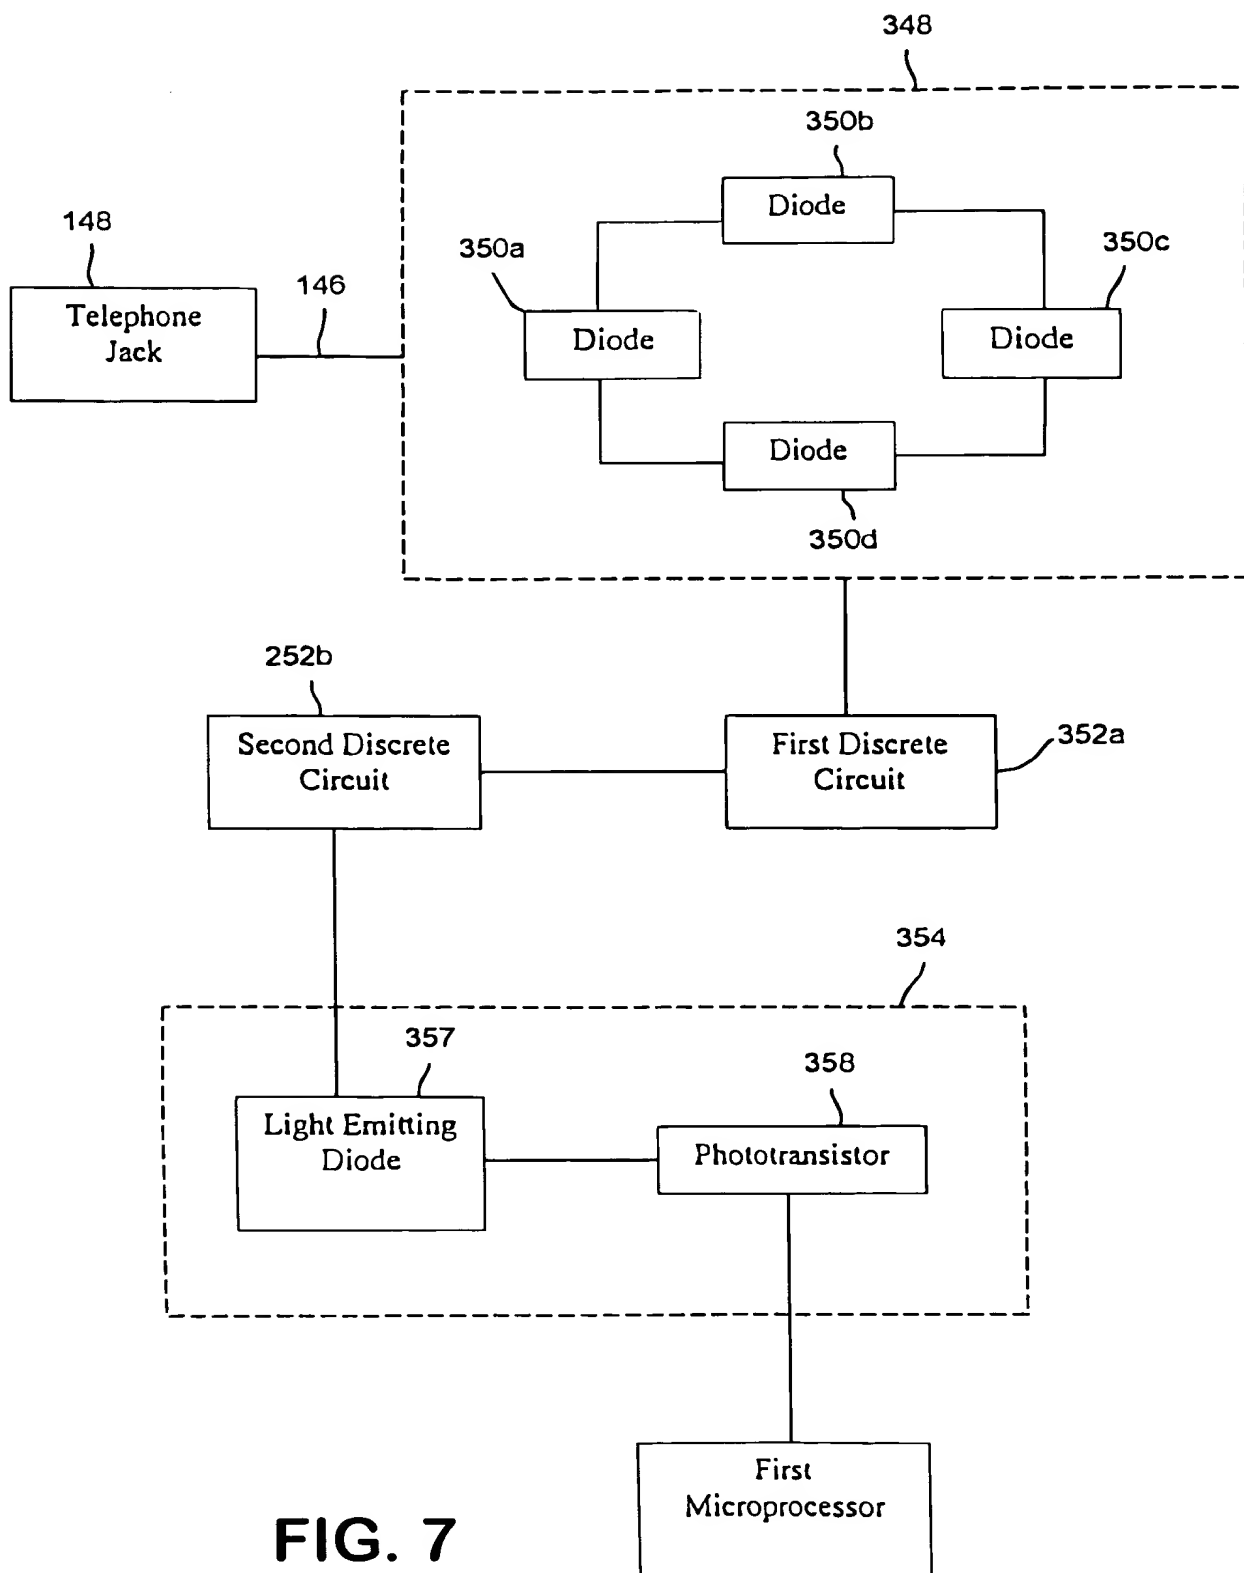 348
350b
Diode
148
350a
350c
146
Telephone
Jack
Diode
Diode
Diode
350d
252b
Second Discrete
Circuit
First Discrete
Circuit
352a
354
357
358
Light Emitting
Diode
Phototransistor
First
Microprocessor
FIG. 7